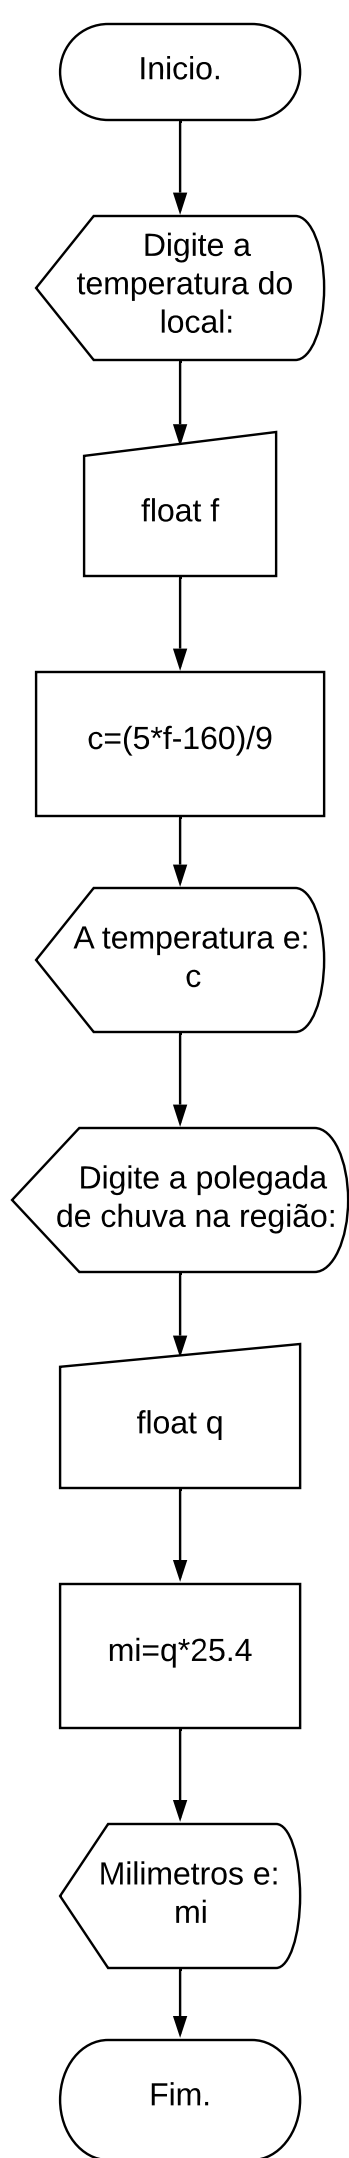 Inicio.
Digite a
temperatura do
local:
float f
c=(5*f-160)/9
A temperatura e:
c
Digite a polegada
de chuva na região:
float q
mi=q*25.4
Milimetros e:
mi
Fim.